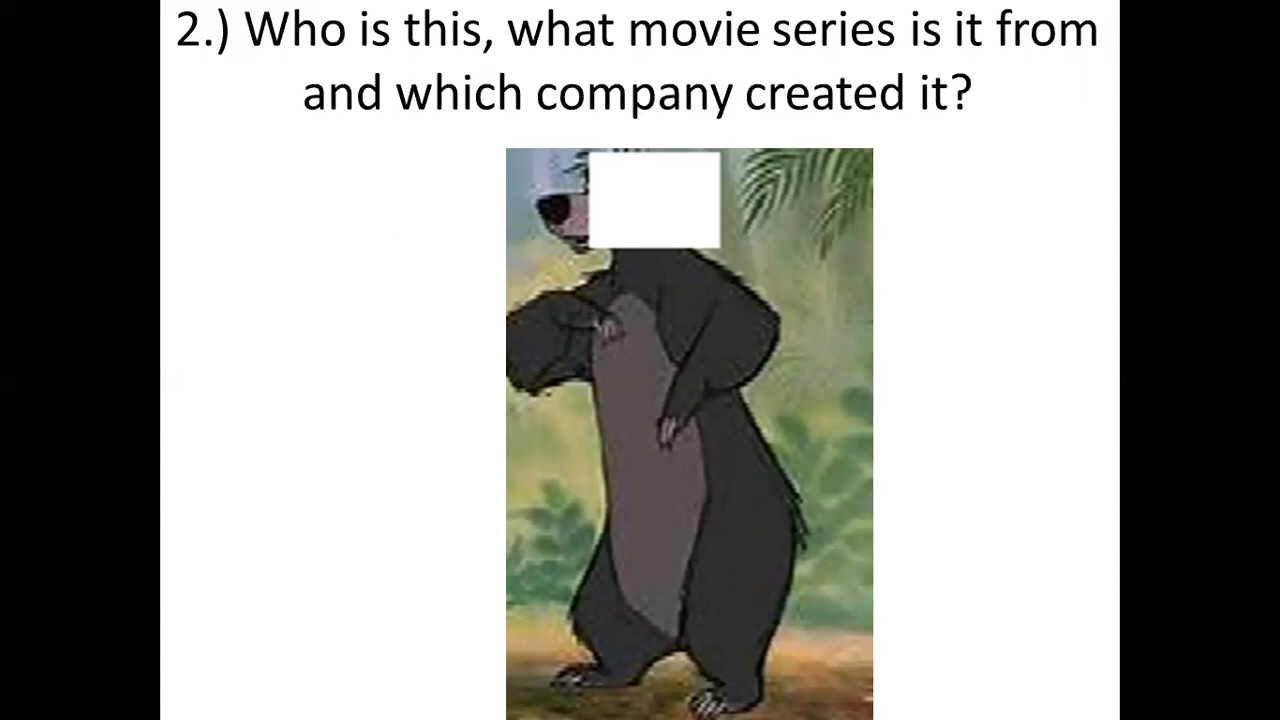 2.) Who is this, what movie series is it from
and which company created it?